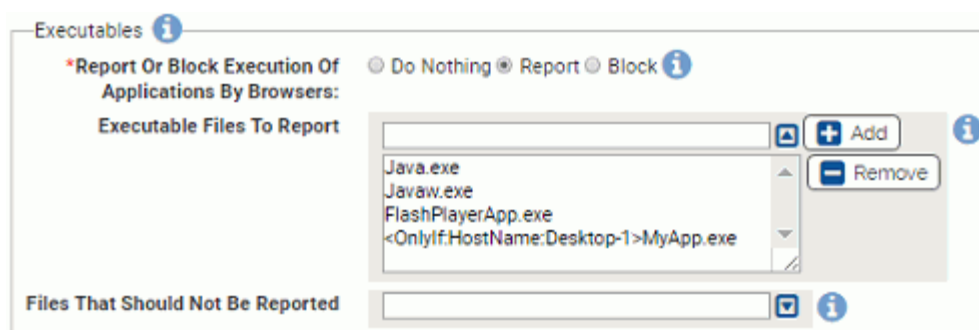 Executables
*Report Or Block Execution Of Applications By Browsers:
Do Nothing Report Block
Executable Files To Report
Add
Java.exe
Javaw.exe
FlashPlayerApp.exe
<OnlyIf:HostName:Desktop-1>MyApp.exe
Remove
Files That Should Not Be Reported